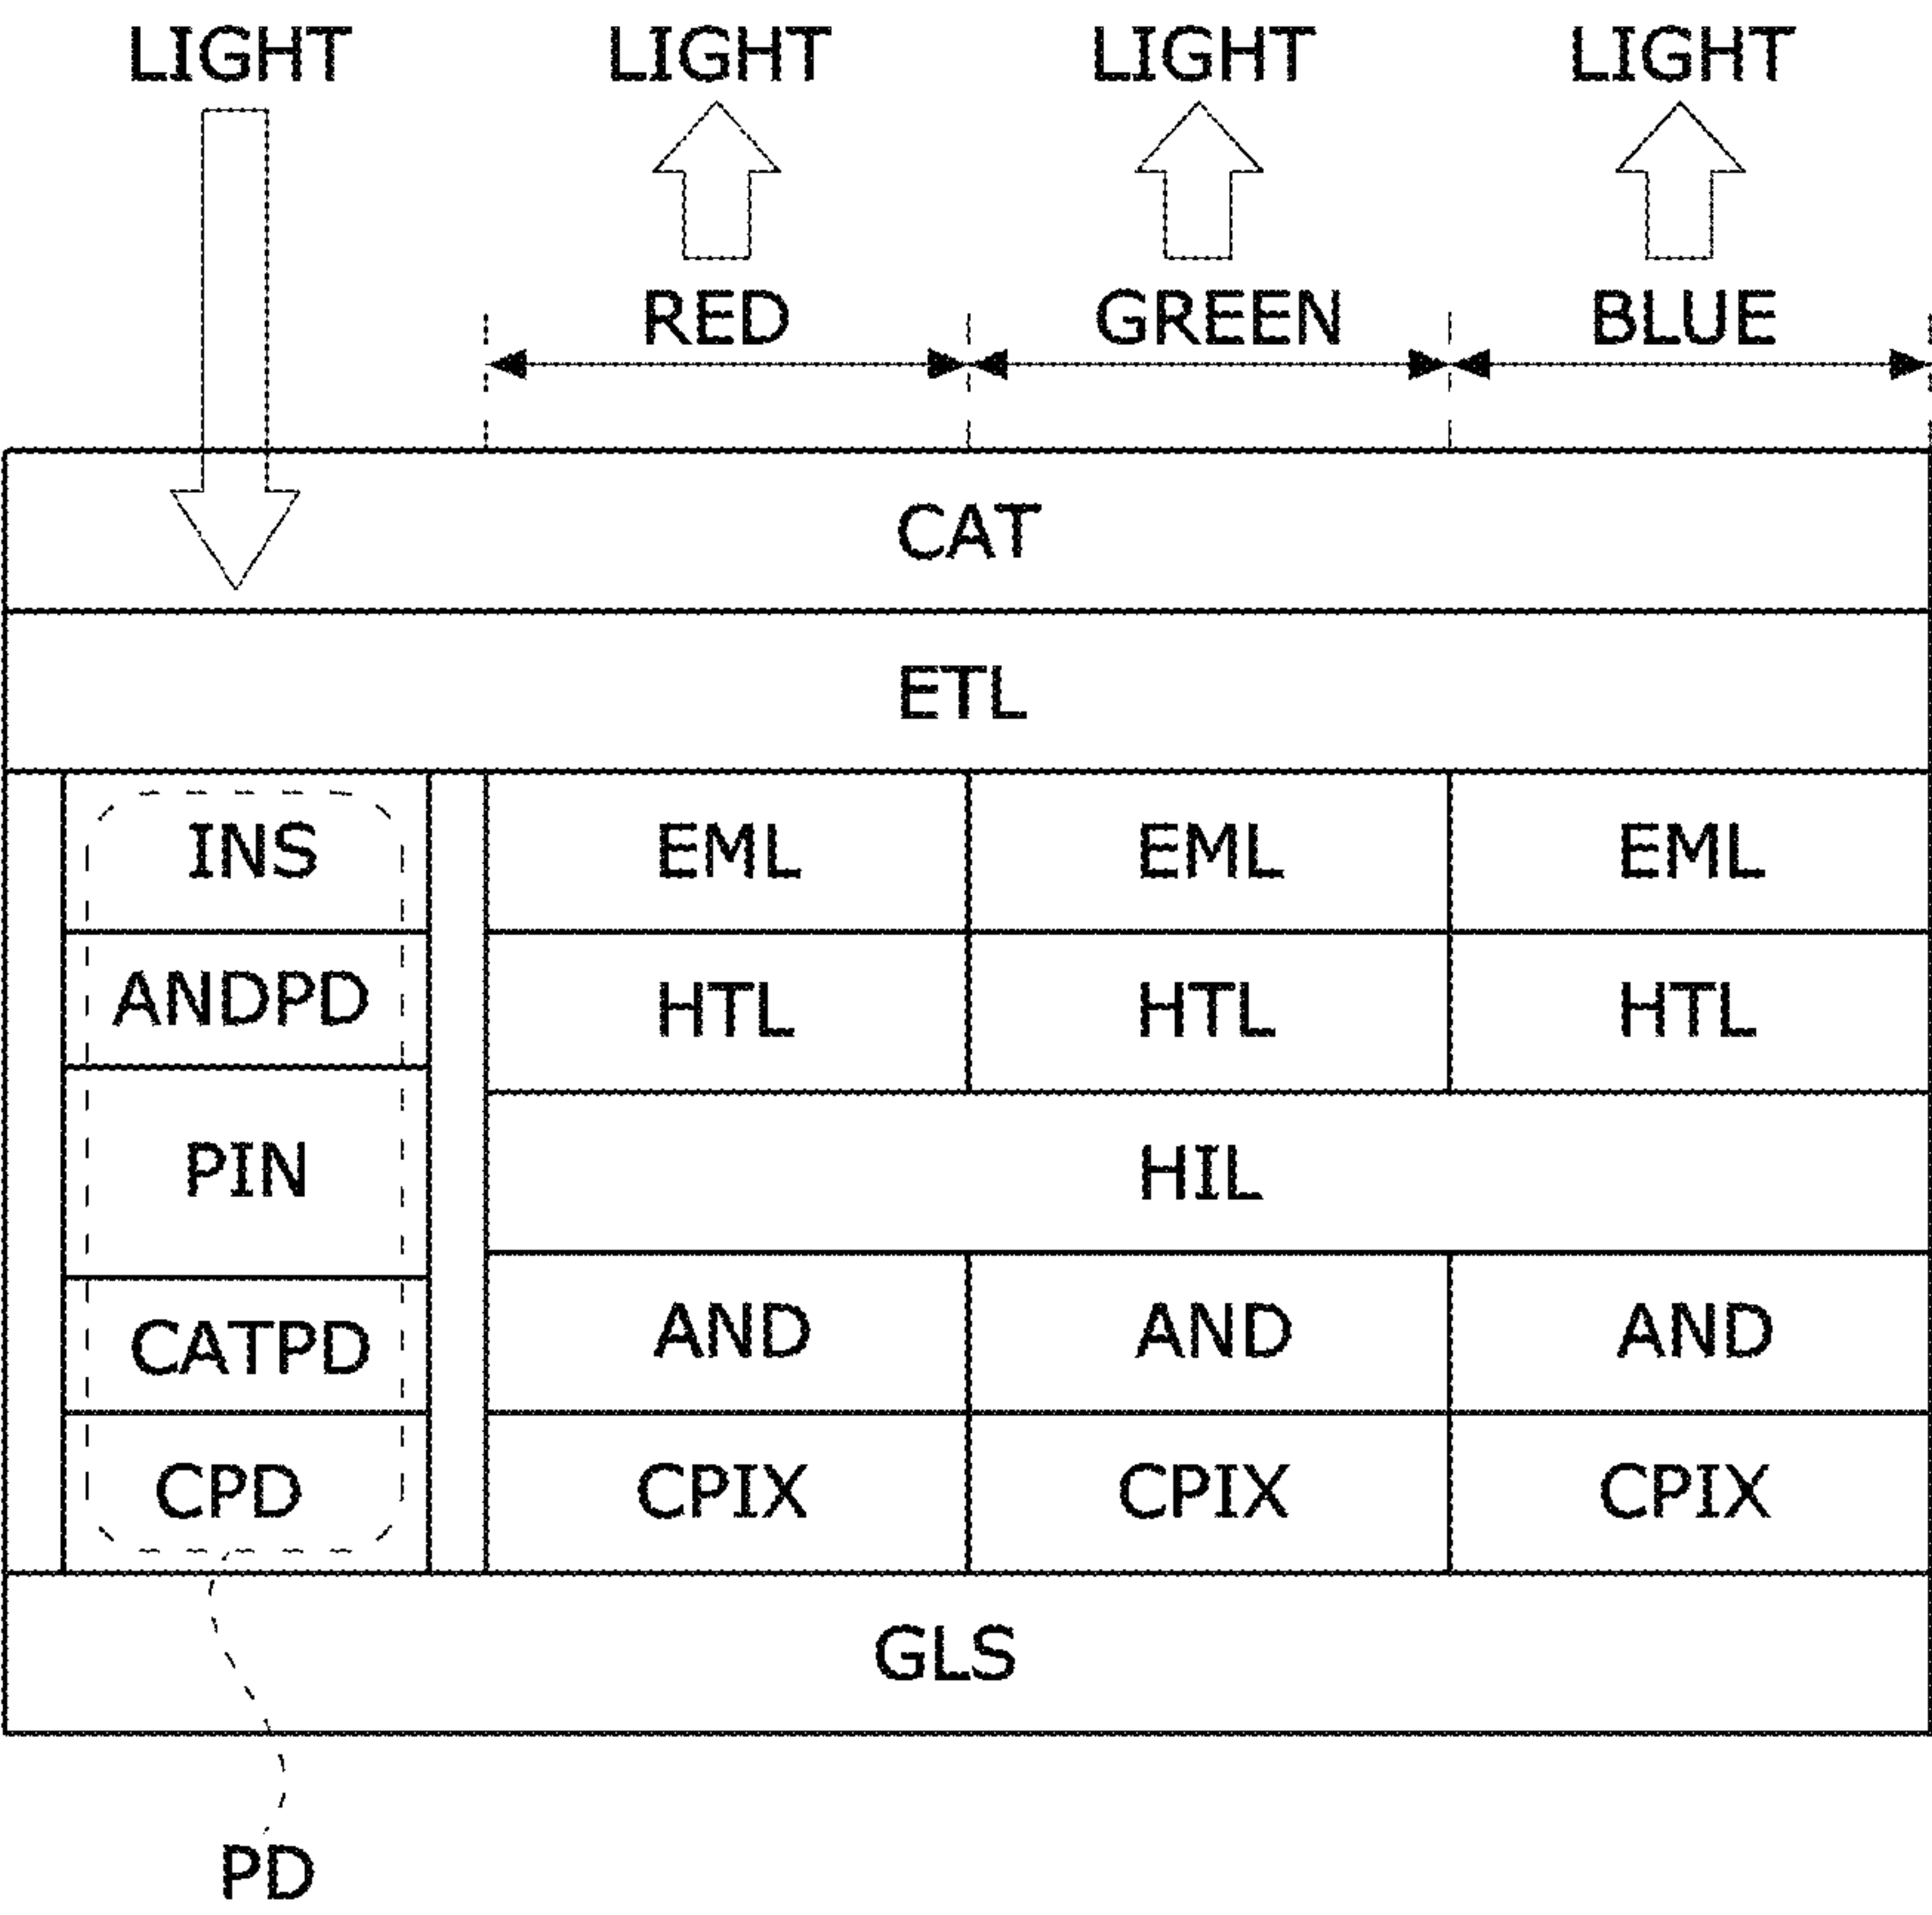 LIGHT LIGHT LIGHT LIGHT
RED GREEN BLUE
CAT
ETL
INS EML EML EML
ANDPD HTL HTL HTL
PIN HIL
CATPD AND AND AND
CPD CPIX CPIX CPIX
GLS
PD